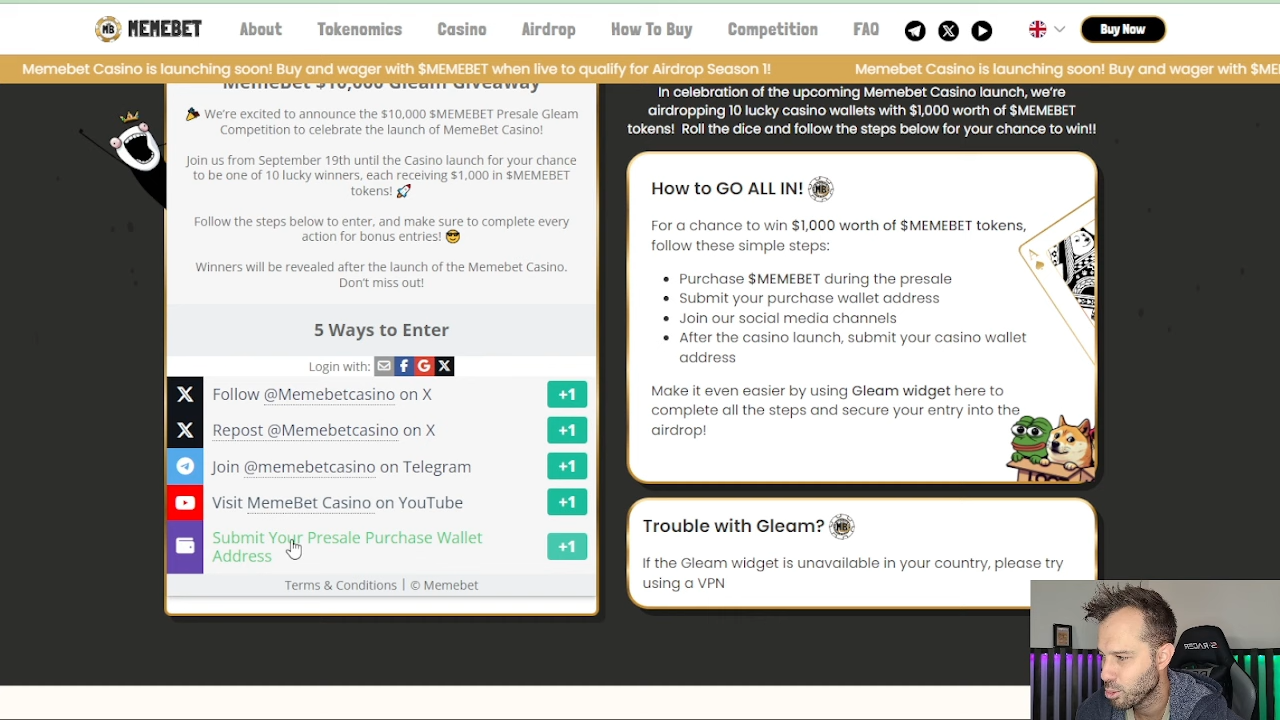 MB MEMEBET
About
Tokenomics
Casino
Airdrop
How To Buy
Competition
FAQ
Buy Now
Memebet Casino is launching soon! Buy and wager with $MEMEBET when live to qualify for Airdrop Season 1!
Memebet Casino is launching soon! Buy and wager with $ME
MemeBet $10,000 Gleam Giveaway
🎉 We're excited to announce the $10,000 $MEMEBET Presale Gleam
Competition to celebrate the launch of MemeBet Casino!
Join us from September 19th until the Casino launch for your chance
to be one of 10 lucky winners, each receiving $1,000 in $MEMEBET
tokens! 🚀
Follow the steps below to enter, and make sure to complete every
action for bonus entries! 😎
Winners will be revealed after the launch of the Memebet Casino.
Don't miss out!
5 Ways to Enter
Login with:
Follow @Memebetcasino on X
+1
Repost @Memebetcasino on X
+1
Join @memebetcasino on Telegram
+1
Visit MemeBet Casino on YouTube
+1
Submit Your Presale Purchase Wallet
Address
+1
Terms & Conditions | © Memebet
In celebration of the upcoming Memebet Casino launch, we're
airdropping 10 lucky casino wallets with $1,000 worth of $MEMEBET
tokens! Roll the dice and follow the steps below for your chance to win!!
How to GO ALL IN! MB
For a chance to win $1,000 worth of $MEMEBET tokens,
follow these simple steps:
• Purchase $MEMEBET during the presale
• Submit your purchase wallet address
• Join our social media channels
• After the casino launch, submit your casino wallet
address
Make it even easier by using Gleam widget here to
complete all the steps and secure your entry into the
airdrop!
A
Trouble with Gleam? MB
If the Gleam widget is unavailable in your country, please try
using a VPN
S-RACER